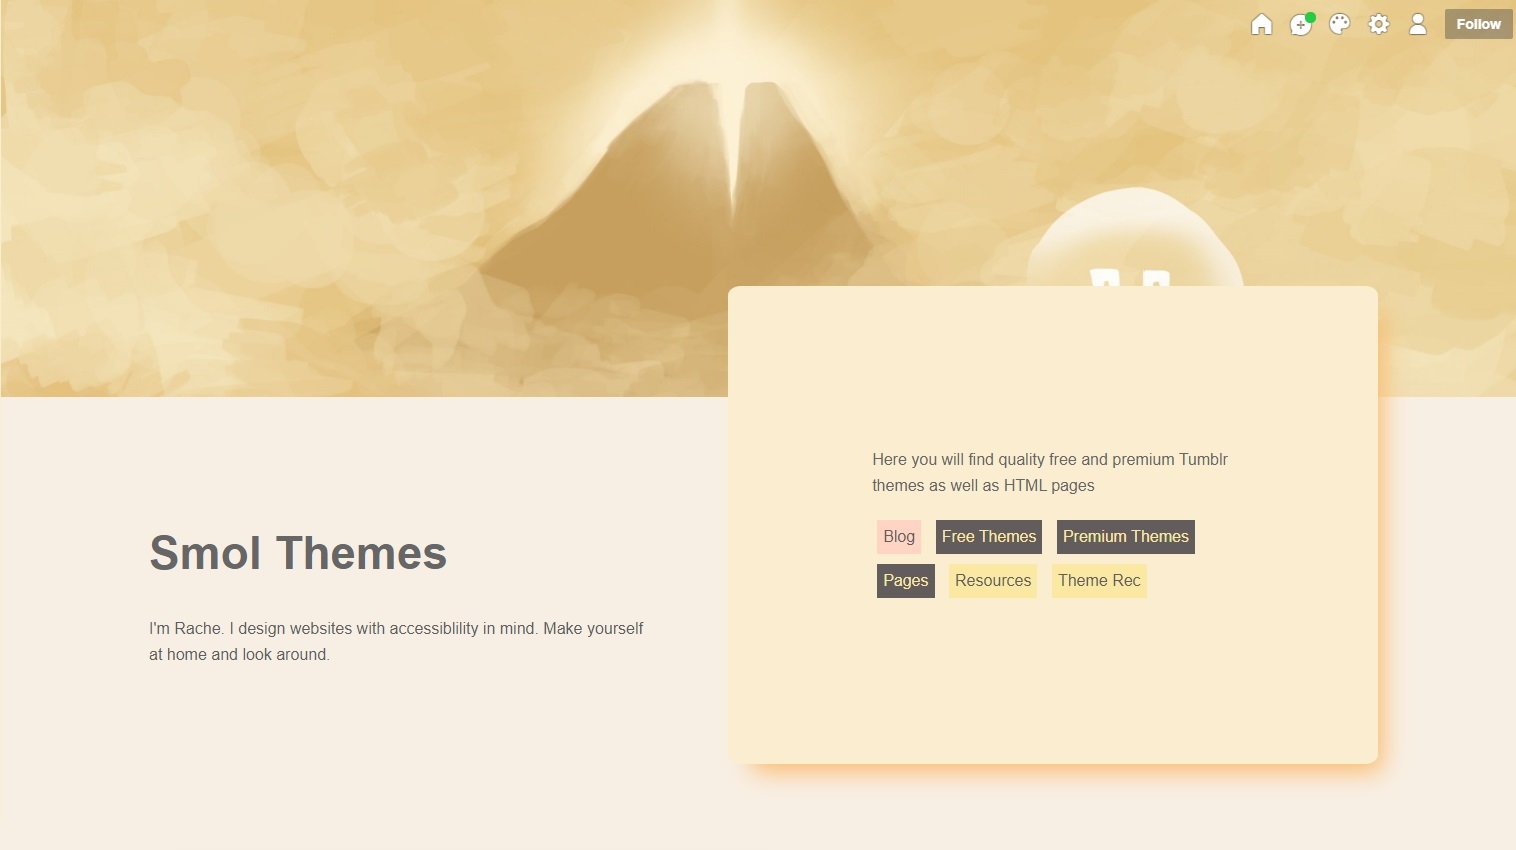 Follow
Here you will find quality free and premium Tumblr
themes as well as HTML pages
Blog Free Themes Premium Themes
Pages Resources Theme Rec
Smol Themes
I'm Rache. I design websites with accessiblility in mind. Make yourself
at home and look around.